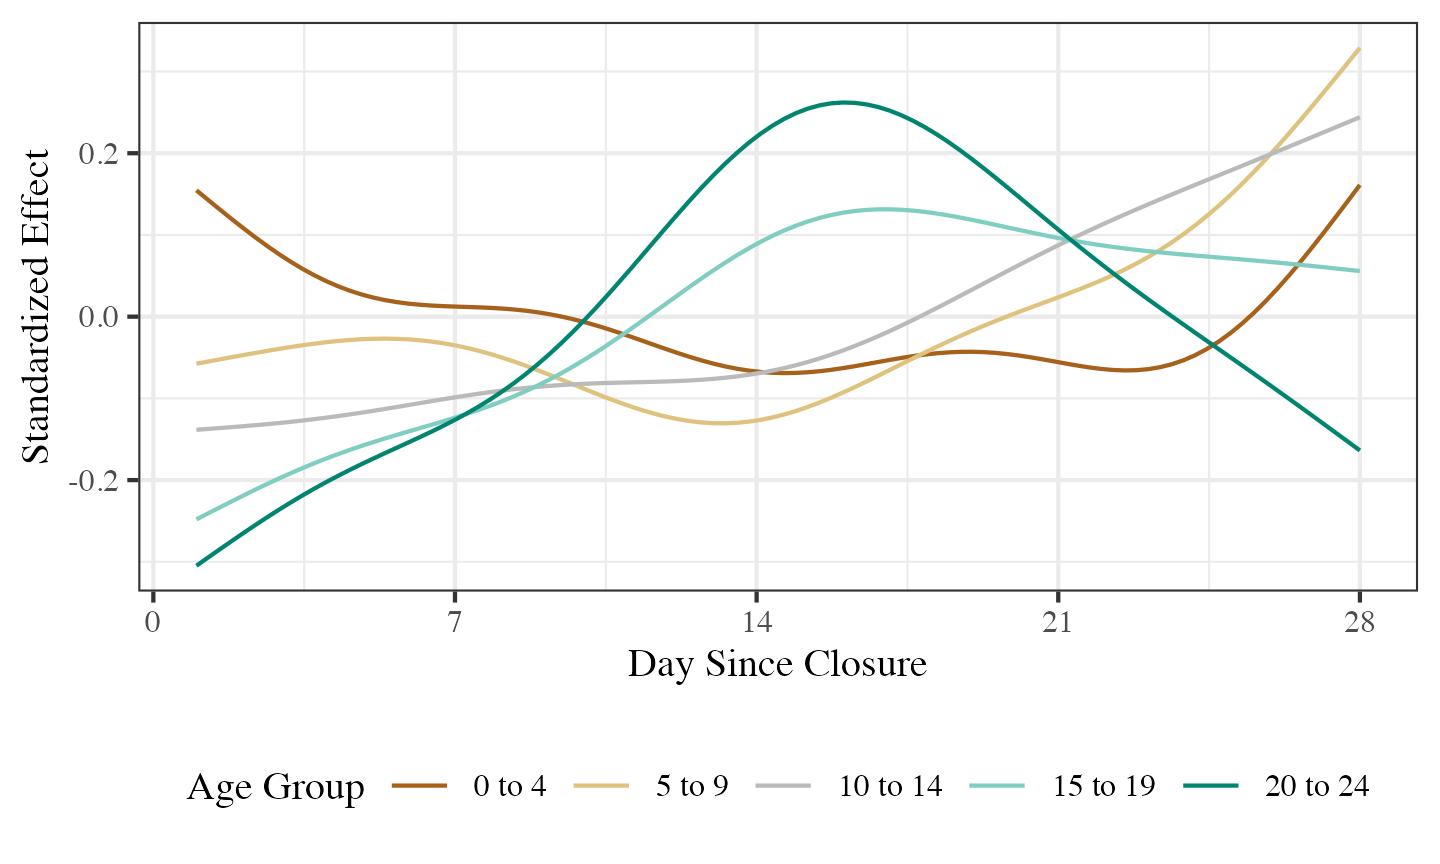 Standardized Effect
0.2
0.0
-0.2
0 7 14 21 28
Day Since Closure
Age Group 0 to 4 5 to 9 10 to 14 15 to 19 20 to 24